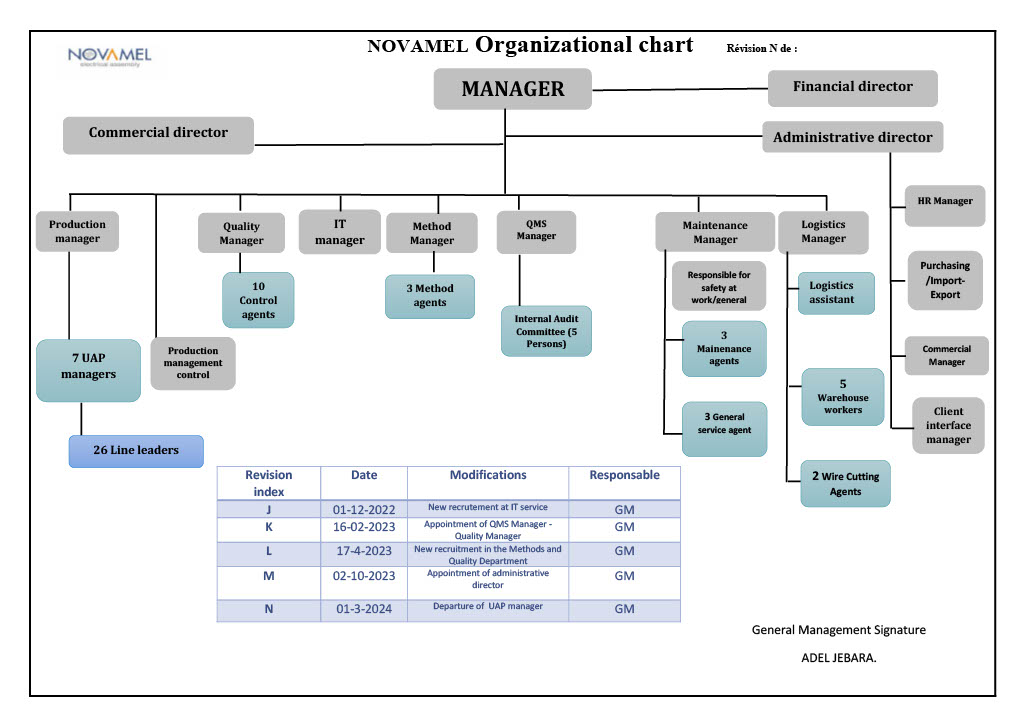 NOVAMEL
electrical assembly
NOVAMEL Organizational chart
Révision N de :
MANAGER
Financial director
Commercial director
Administrative director
Production
manager
Quality
Manager
IT
manager
Method
Manager
QMS
Manager
Maintenance
Manager
Logistics
Manager
HR Manager
10
Control
agents
3 Method
agents
Responsible for
safety at
work/general
Logistics
assistant
Purchasing
/Import-
Export
Internal Audit
Committee (5
Persons)
7 UAP
managers
Production
management
control
3
Mainenance
agents
Commercial
Manager
5
Warehouse
workers
3 General
service agent
Client
interface
manager
26 Line leaders
2 Wire Cutting
Agents
Revision
index
Date
Modifications
Responsable
J
01-12-2022
New recrutement at IT service
GM
K
16-02-2023
Appointment of QMS Manager -
Quality Manager
GM
L
17-4-2023
New recruitment in the Methods and
Quality Department
GM
M
02-10-2023
Appointment of administrative
director
GM
N
01-3-2024
Departure of UAP manager
GM
General Management Signature
ADEL JEBARA.